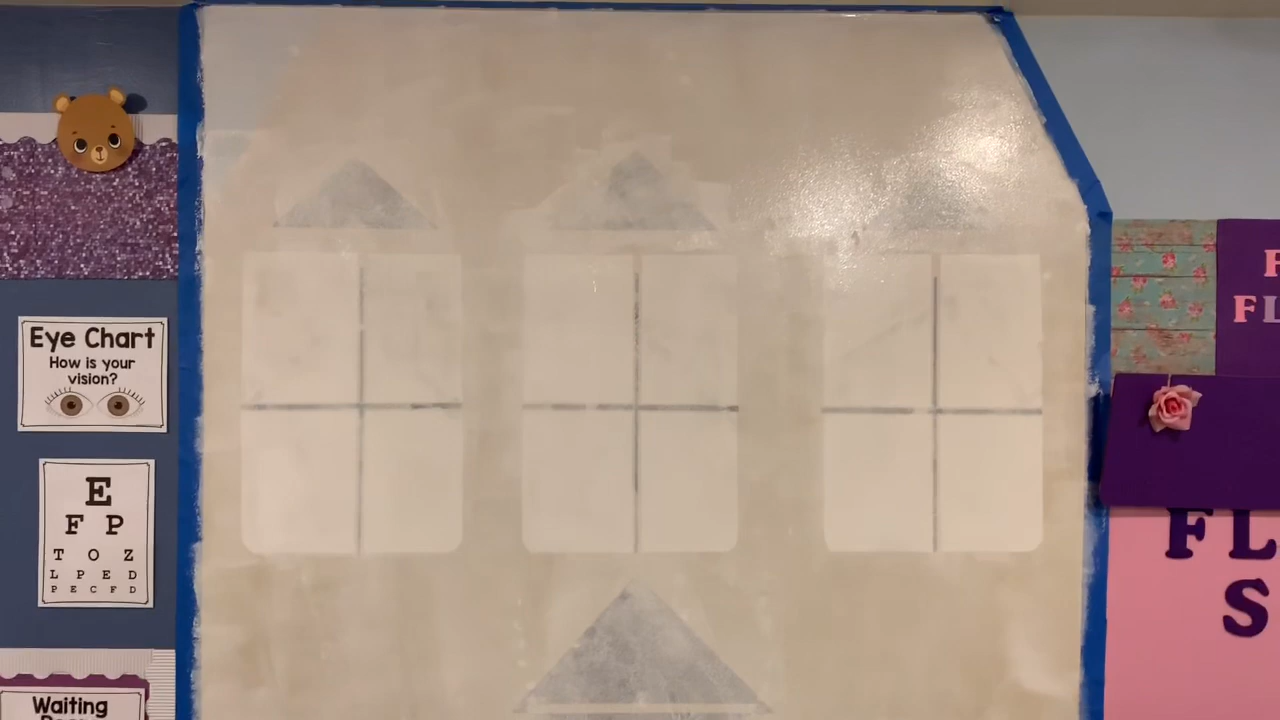 Eye Chart
How is your
vision?
E
F P
T O Z
L P E D
P E C F D
Waiting
F
FL
FL
S